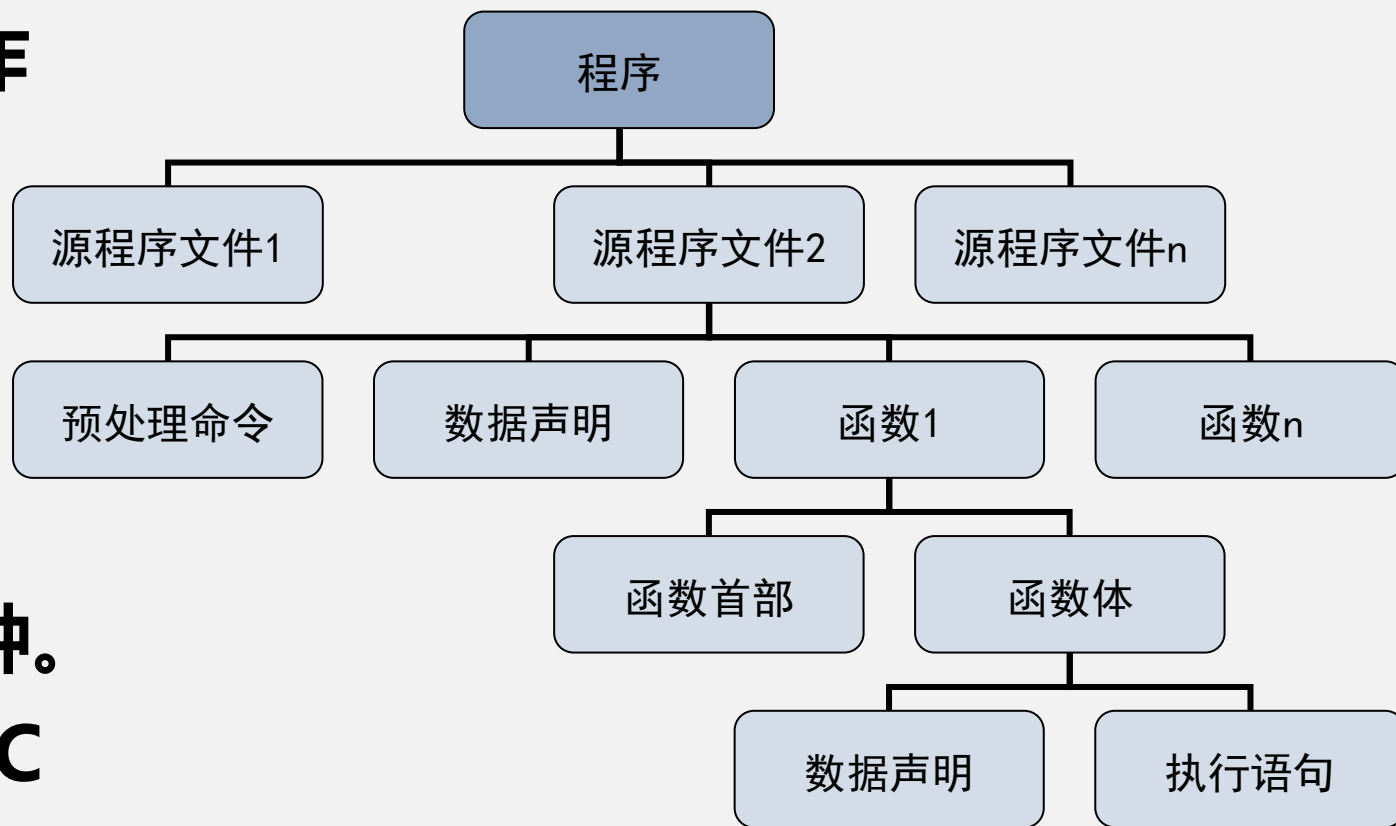 程序
源程序文件1
源程序文件2
源程序文件n
预处理命令
数据声明
函数1
函数n
函数首部
函数体
种。
C
数据声明
执行语句